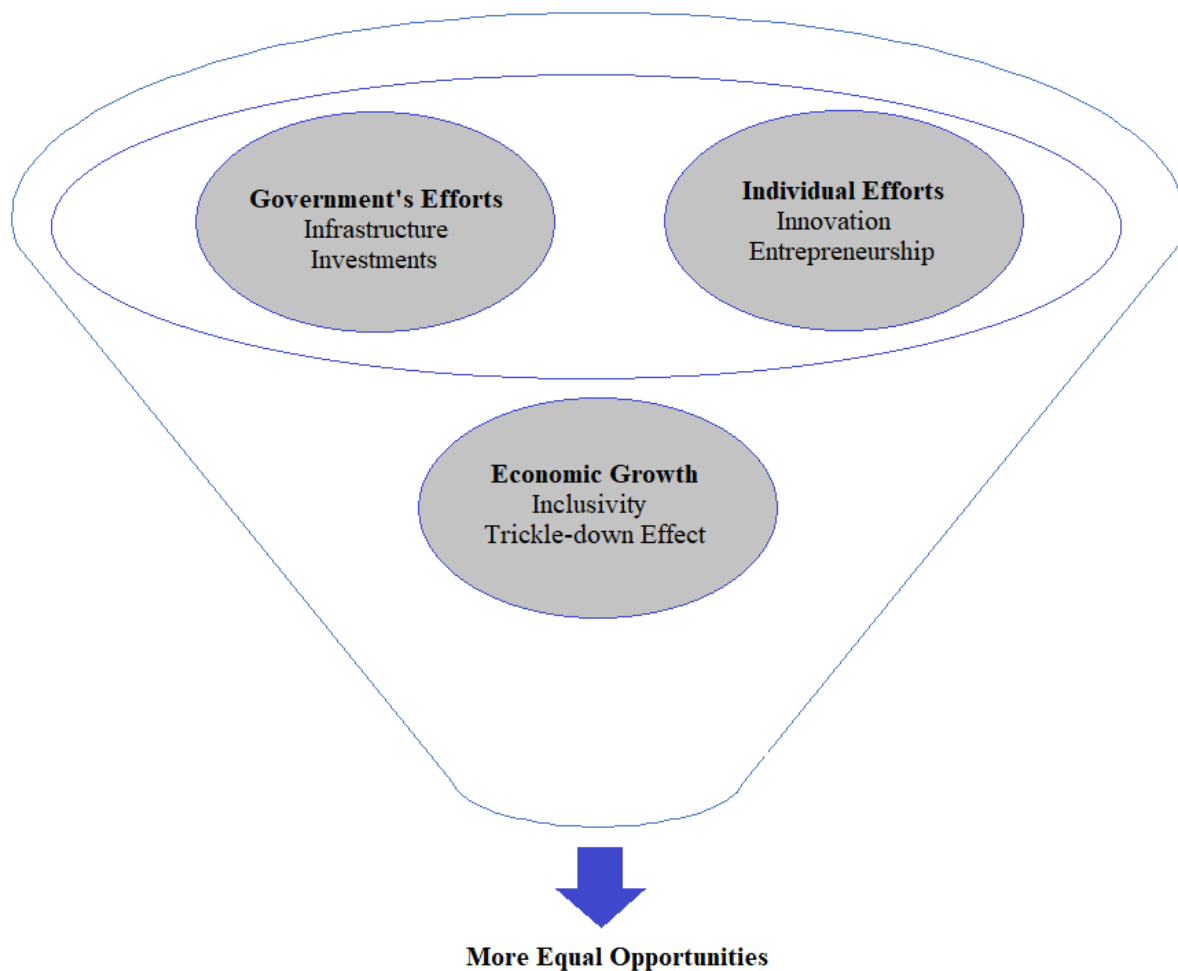 Government's Efforts
Infrastructure
Investments
Individual Efforts
Innovation
Entrepreneurship
Economic Growth
Inclusivity
Trickle-down Effect
More Equal Opportunities